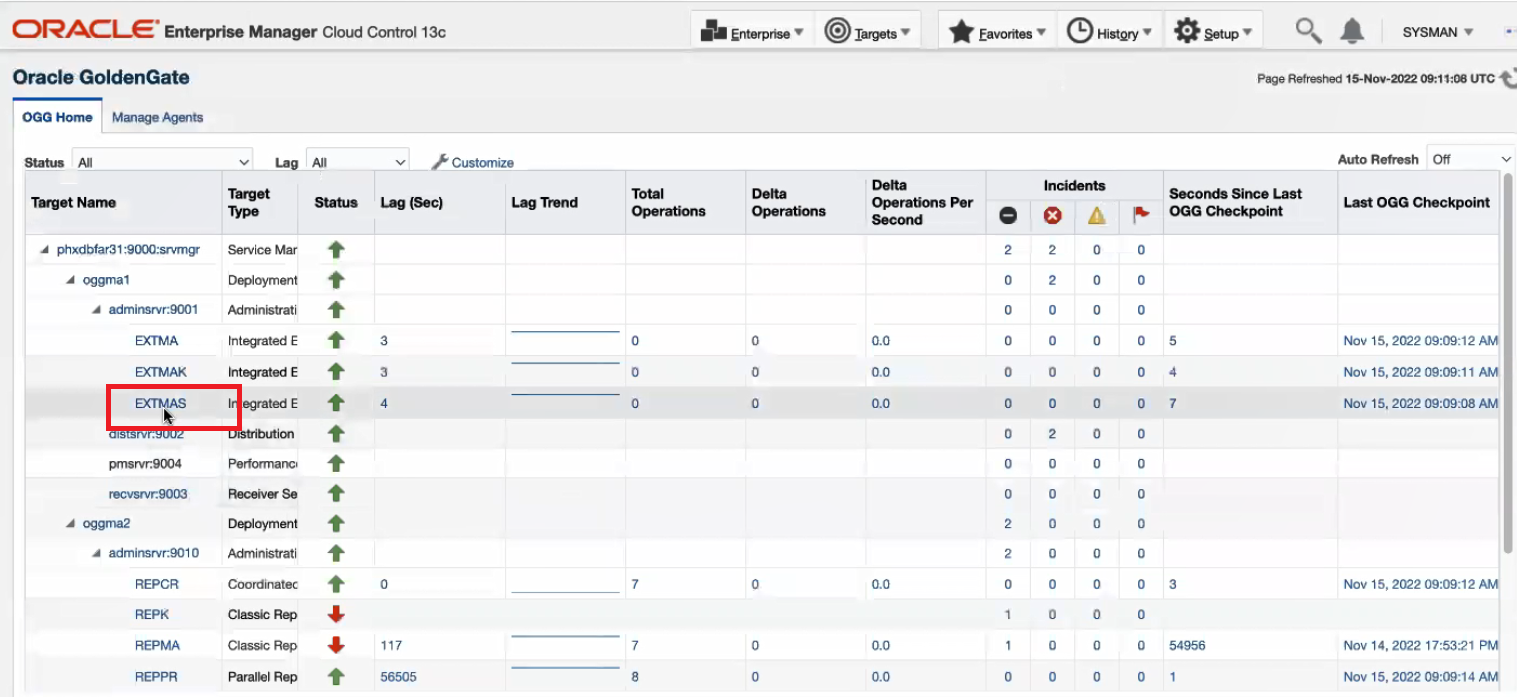 ORACLE® Enterprise Manager Cloud Control 13c Enterprise Targets Favorites History Setup SYSMAN
Oracle GoldenGate Page Refreshed 15-Nov-2022 09:11:08 UTC
OGG Home Manage Agents
Status All Lag All Customize Auto Refresh Off
Target Name Target Type Status Lag (Sec) Lag Trend Total Operations Delta Operations Delta Operations Per Second Incidents Seconds Since Last OGG Checkpoint Last OGG Checkpoint
phxdbfar31:9000:srvmgr Service Mar 2 2 0 0
oggma1 Deployment 0 2 0 0
adminsrvr:9001 Administrati 0 0 0 0
EXTMA Integrated E 3 0 0 0.0 0 0 0 0 5 Nov 15, 2022 09:09:12 AM
EXTMAK Integrated E 3 0 0 0.0 0 0 0 0 4 Nov 15, 2022 09:09:11 AM
EXTMAS Integrated E 4 0 0 0.0 0 0 0 0 7 Nov 15, 2022 09:09:08 AM
distsrvr:9002 Distribution 0 2 0 0
pmsrvr:9004 Performanc 0 0 0 0
recvsrvr:9003 Receiver Se 0 0 0 0
oggma2 Deployment 2 0 0 0
adminsrvr:9010 Administrati 2 0 0 0
REPCR Coordinated 0 7 0 0.0 0 0 0 0 3 Nov 15, 2022 09:09:12 AM
REPK Classic Rep 1 0 0 0
REPMA Classic Rep 117 7 0 0.0 1 0 0 0 54956 Nov 14, 2022 17:53:21 PM
REPPR Parallel Rep 56505 8 0 0.0 0 0 0 0 1 Nov 15, 2022 09:09:14 AM